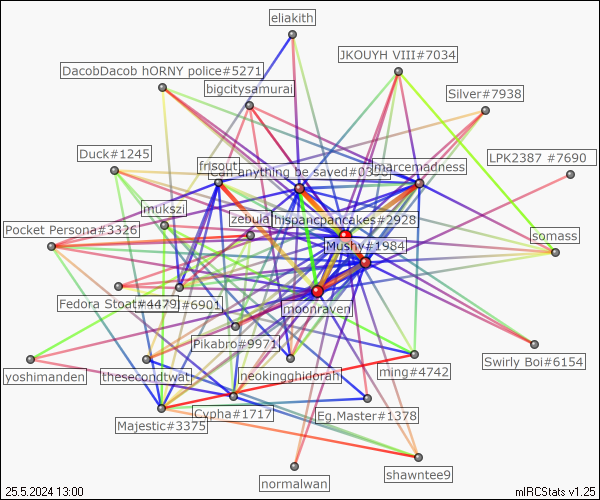 eliakith
JKOUYH VIII#7034
DacobDacob hORNY police#5271
bigcitysamurai
Silver#7938
Duck#1245
LPK2387 #7690
frisout
marcemadness
can anything be saved#03
mukszi
zebula
hispancpancakes#2928
Pocket Persona#3326
somass
Mushy#1984
Fedora Stoat#4479
#6901
moonraven
Pikabro#9971
Swirly Boi#6154
yoshimanden
thesecondtwat
neokingghidorah
ming#4742
Majestic#3375
Cypha#1717
Eg.Master#1378
normalwan
shawntee9
25.5.2024 13:00
mIRCStats v1.25